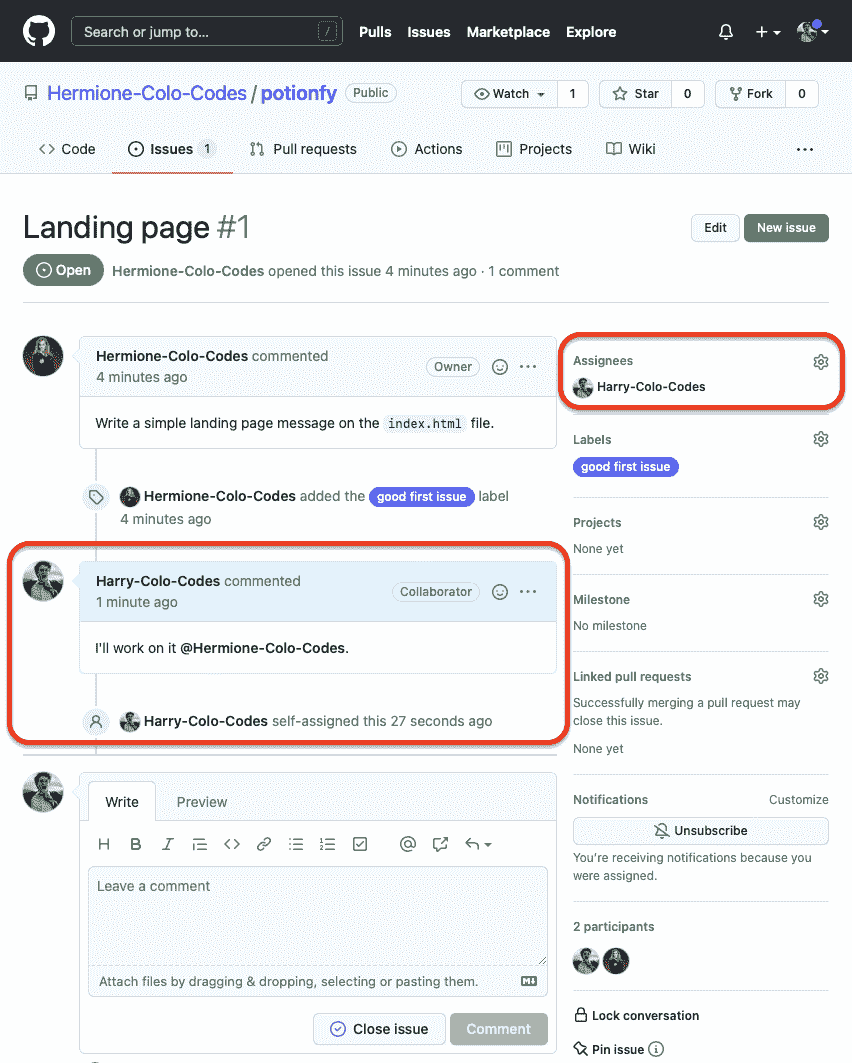 Search or jump to... /
Pulls Issues Marketplace Explore
Hermione-Colo-Codes / potionfy Public
Watch 1 Star 0 Fork 0
Code Issues 1 Pull requests Actions Projects Wiki
Landing page #1
Edit New issue
Open Hermione-Colo-Codes opened this issue 4 minutes ago · 1 comment
Hermione-Colo-Codes commented
4 minutes ago
Owner
Write a simple landing page message on the index.html file.
Hermione-Colo-Codes added the good first issue label
4 minutes ago
Harry-Colo-Codes commented
1 minute ago
Collaborator
I'll work on it @Hermione-Colo-Codes.
Harry-Colo-Codes self-assigned this 27 seconds ago
Write Preview
H B I
Leave a comment
Attach files by dragging & dropping, selecting or pasting them.
Close issue Comment
Assignees
Harry-Colo-Codes
Labels
good first issue
Projects
None yet
Milestone
No milestone
Linked pull requests
Successfully merging a pull request may
close this issue.
None yet
Notifications Customize
Unsubscribe
You're receiving notifications because you
were assigned.
2 participants
Lock conversation
Pin issue